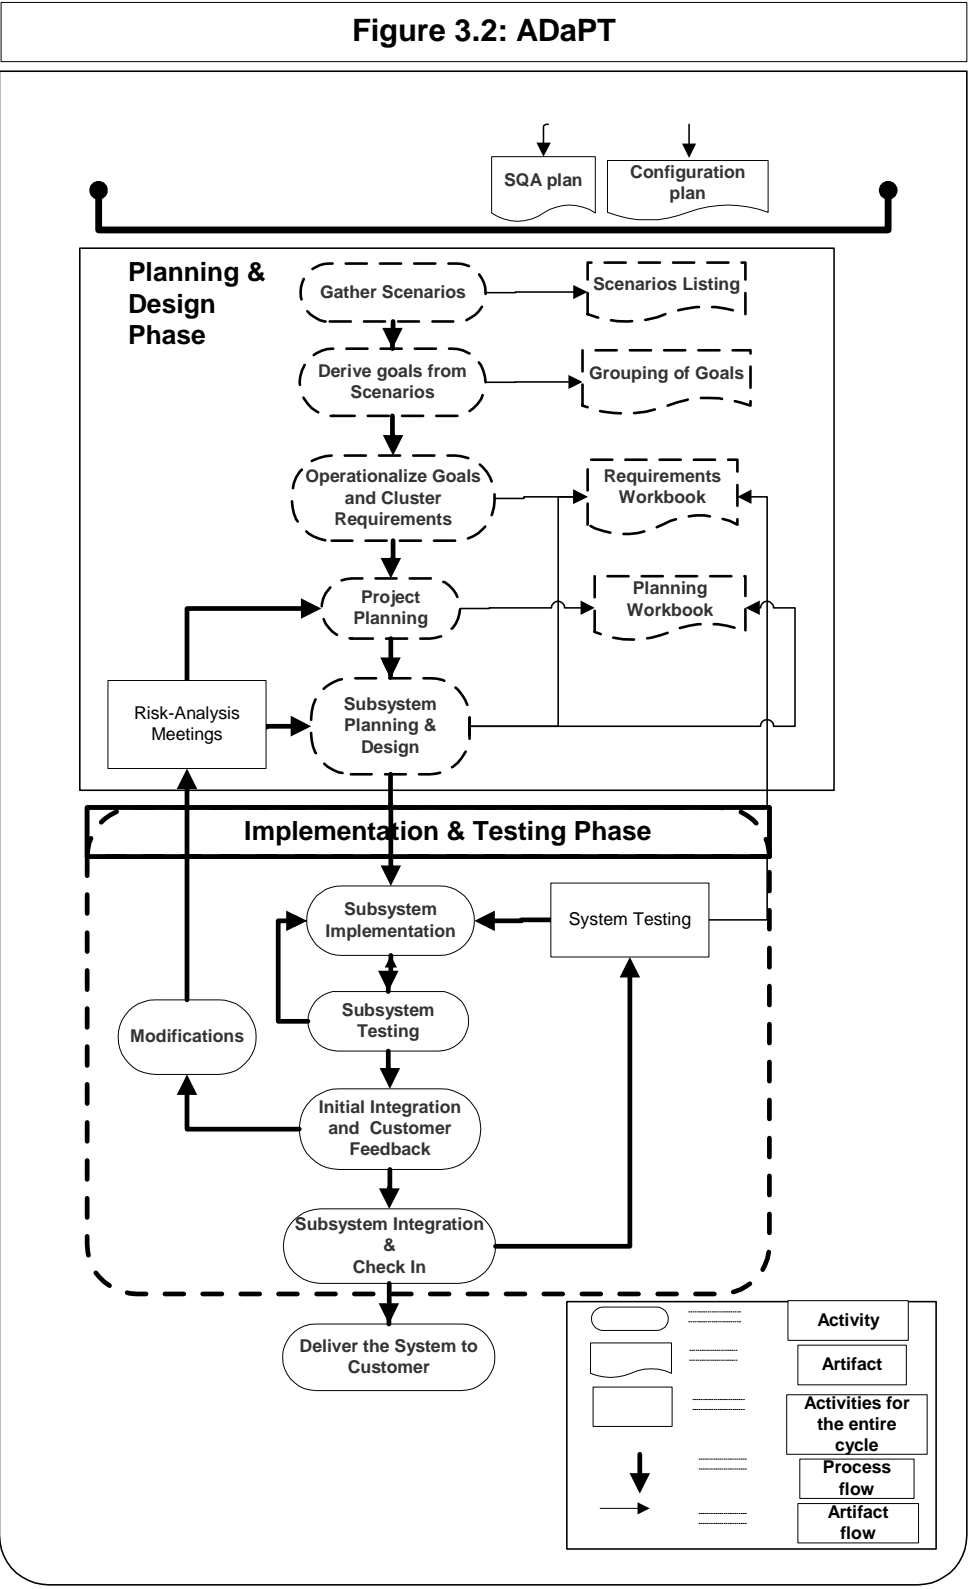 Figure 3.2: ADaPT
SQA plan
Configuration
plan
Planning &
Design
Phase
Gather Scenarios
Scenarios Listing
Derive goals from
Scenarios
Grouping of Goals
Operationalize Goals
and Cluster
Requirements
Requirements
Workbook
Project
Planning
Planning
Workbook
Risk-Analysis
Meetings
Subsystem
Planning &
Design
Implementation & Testing Phase
Subsystem
Implementation
System Testing
Modifications
Subsystem
Testing
Initial Integration
and Customer
Feedback
Subsystem Integration
&
Check In
Deliver the System to
Customer
Activity
Artifact
Activities for
the entire
cycle
Process
flow
Artifact
flow